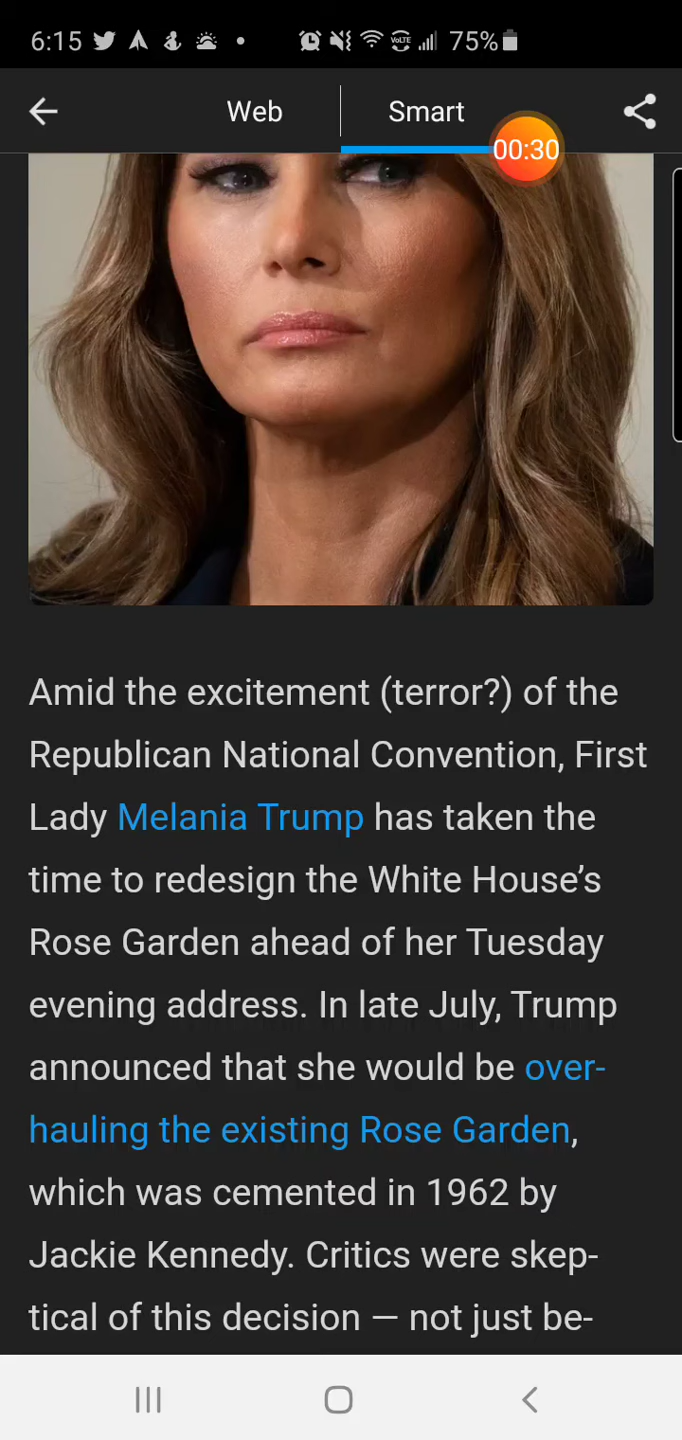 6:15 75%
Web Smart
00:30
Amid the excitement (terror?) of the
Republican National Convention, First
Lady Melania Trump has taken the
time to redesign the White House’s
Rose Garden ahead of her Tuesday
evening address. In late July, Trump
announced that she would be over-
hauling the existing Rose Garden,
which was cemented in 1962 by
Jackie Kennedy. Critics were skep-
tical of this decision — not just be-